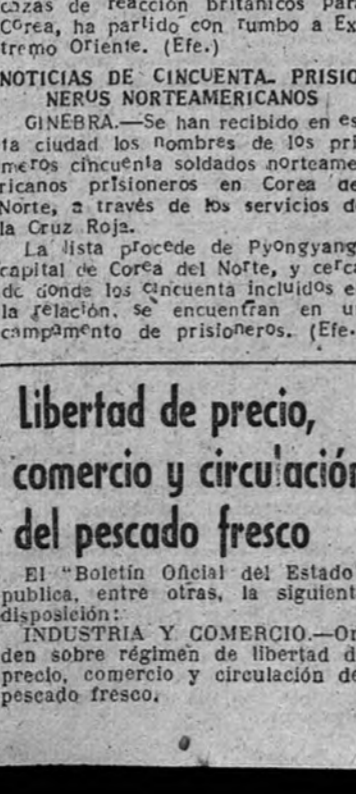 cazas de reacción británicos para
Corea, ha partido con rumbo a Ex
tremo Oriente. (Efe.)
NOTICIAS DE CINCUENTA PRISIO
NERUS NORTEAMERICANOS
GINEBRA.—Se han recibido en es
ta ciudad los nombres de los pri
meros cincuenta soldados norteame
ricanos prisioneros en Corea de
Norte, a través de los servicios d
la Cruz Roja.
La lista procede de Pyongyang
capital de Corea del Norte, y cerca
de donde los cincuenta incluidos e
la relación, se encuentran en u
campamento de prisioneros. (Efe.
Libertad de precio,
comercio y circulación
del pescado fresco
El "Boletín Oficial del Estado
publica, entre otras, la siguient
disposición:
INDUSTRIA Y COMERCIO.—Or
den sobre régimen de libertad d
precio, comercio y circulación de
pescado fresco.